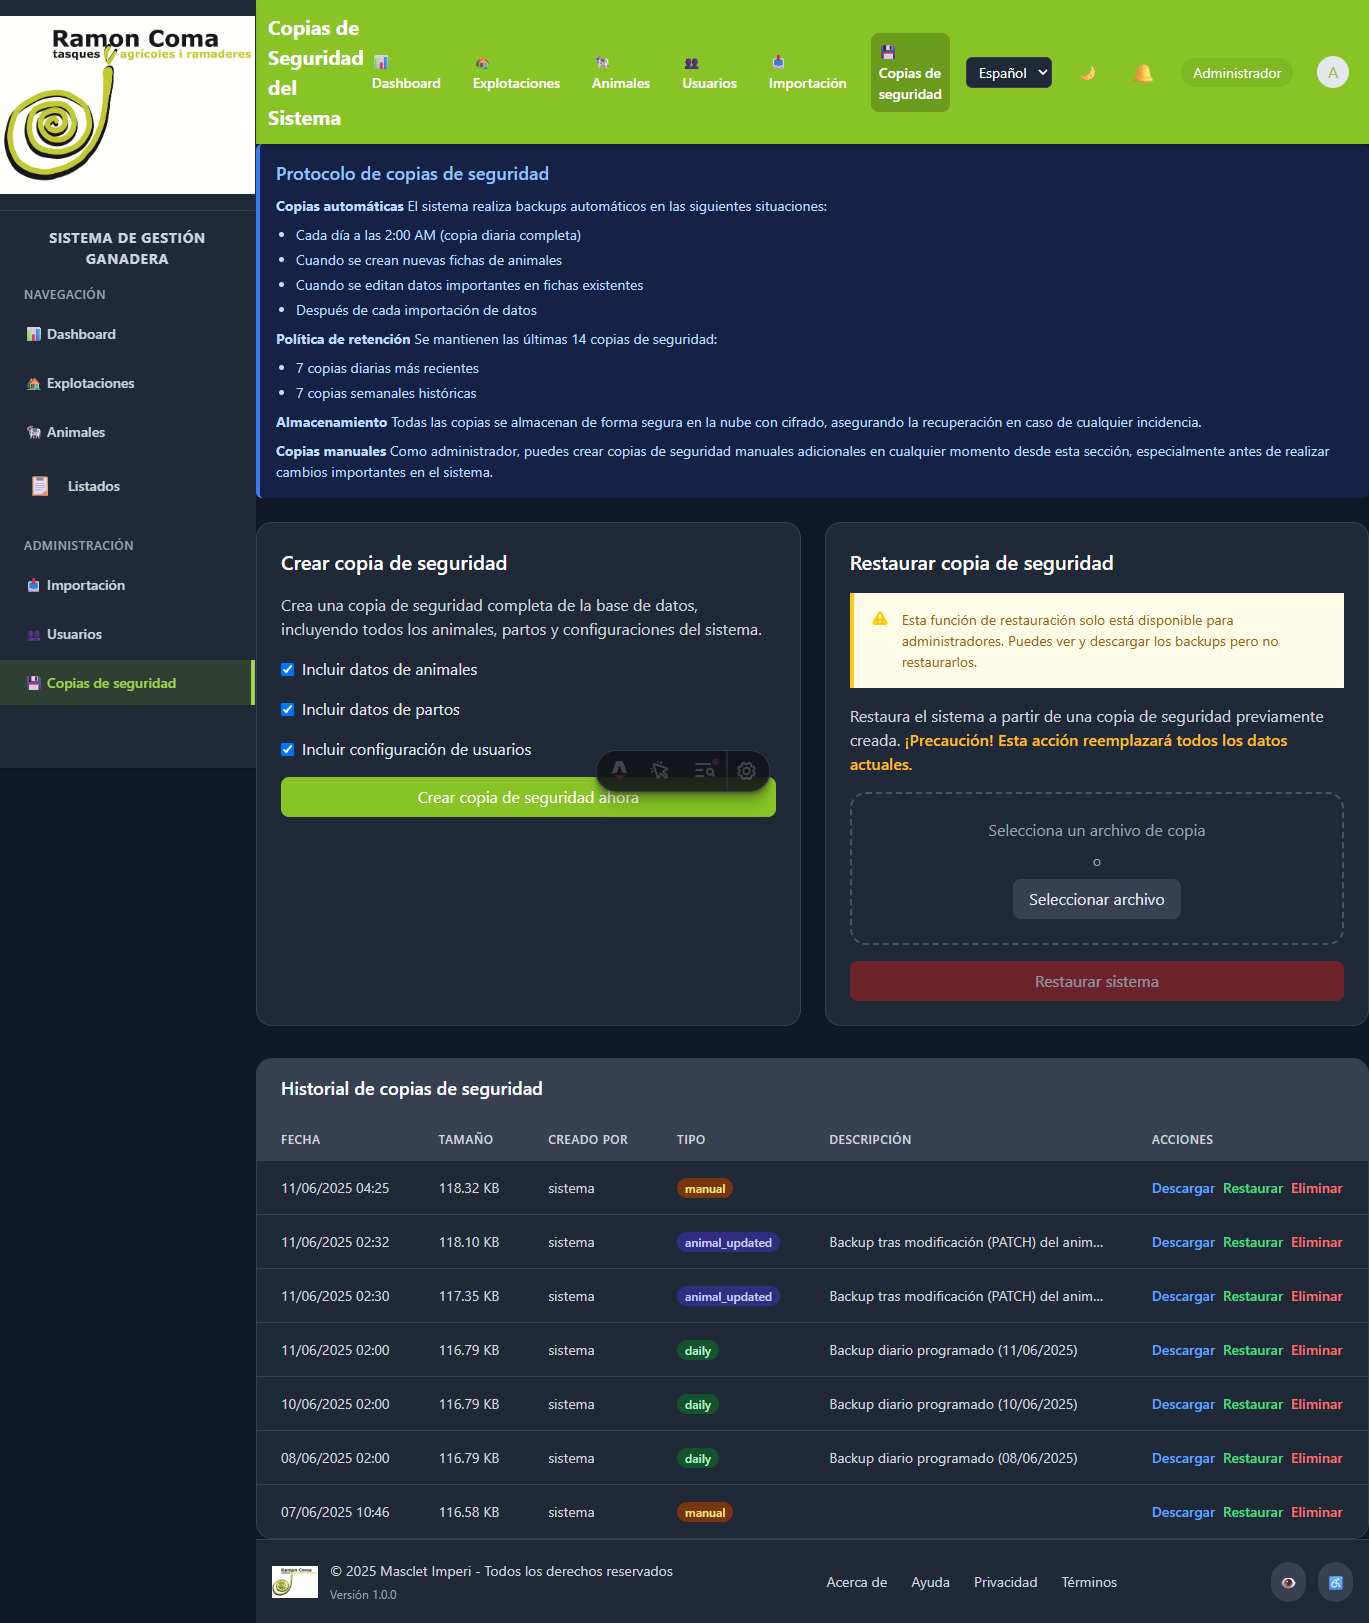 Ramon Coma
tasques agrícoles i ramaderes
SISTEMA DE GESTIÓN
GANADERA
NAVEGACIÓN
Dashboard
Explotaciones
Animales
Listados
ADMINISTRACIÓN
Importación
Usuarios
Copias de seguridad
Copias de
Seguridad
del
Sistema
Dashboard
Explotaciones
Animales
Usuarios
Importación
Copias de
seguridad
Español
Administrador
A
Protocolo de copias de seguridad
Copias automáticas El sistema realiza backups automáticos en las siguientes situaciones:
• Cada día a las 2:00 AM (copia diaria completa)
• Cuando se crean nuevas fichas de animales
• Cuando se editan datos importantes en fichas existentes
• Después de cada importación de datos
Política de retención Se mantienen las últimas 14 copias de seguridad:
• 7 copias diarias más recientes
• 7 copias semanales históricas
Almacenamiento Todas las copias se almacenan de forma segura en la nube con cifrado, asegurando la recuperación en caso de cualquier incidencia.
Copias manuales Como administrador, puedes crear copias de seguridad manuales adicionales en cualquier momento desde esta sección, especialmente antes de realizar
cambios importantes en el sistema.
Crear copia de seguridad
Crea una copia de seguridad completa de la base de datos,
incluyendo todos los animales, partos y configuraciones del sistema.
Incluir datos de animales
Incluir datos de partos
Incluir configuración de usuarios
Crear copia de seguridad ahora
Restaurar copia de seguridad
Esta función de restauración solo está disponible para
administradores. Puedes ver y descargar los backups pero no
restaurarlos.
Restaura el sistema a partir de una copia de seguridad previamente
creada. ¡Precaución! Esta acción reemplazará todos los datos
actuales.
Selecciona un archivo de copia
o
Seleccionar archivo
Restaurar sistema
Historial de copias de seguridad
FECHA TAMAÑO CREADO POR TIPO DESCRIPCIÓN ACCIONES
11/06/2025 04:25 118.32 KB sistema manual Descargar Restaurar Eliminar
11/06/2025 02:32 118.10 KB sistema animal_updated Backup tras modificación (PATCH) del anim... Descargar Restaurar Eliminar
11/06/2025 02:30 117.35 KB sistema animal_updated Backup tras modificación (PATCH) del anim... Descargar Restaurar Eliminar
11/06/2025 02:00 116.79 KB sistema daily Backup diario programado (11/06/2025) Descargar Restaurar Eliminar
10/06/2025 02:00 116.79 KB sistema daily Backup diario programado (10/06/2025) Descargar Restaurar Eliminar
08/06/2025 02:00 116.79 KB sistema daily Backup diario programado (08/06/2025) Descargar Restaurar Eliminar
07/06/2025 10:46 116.58 KB sistema manual Descargar Restaurar Eliminar
Ramon Coma
© 2025 Masclet Imperi - Todos los derechos reservados
Versión 1.0.0
Acerca de Ayuda Privacidad Términos